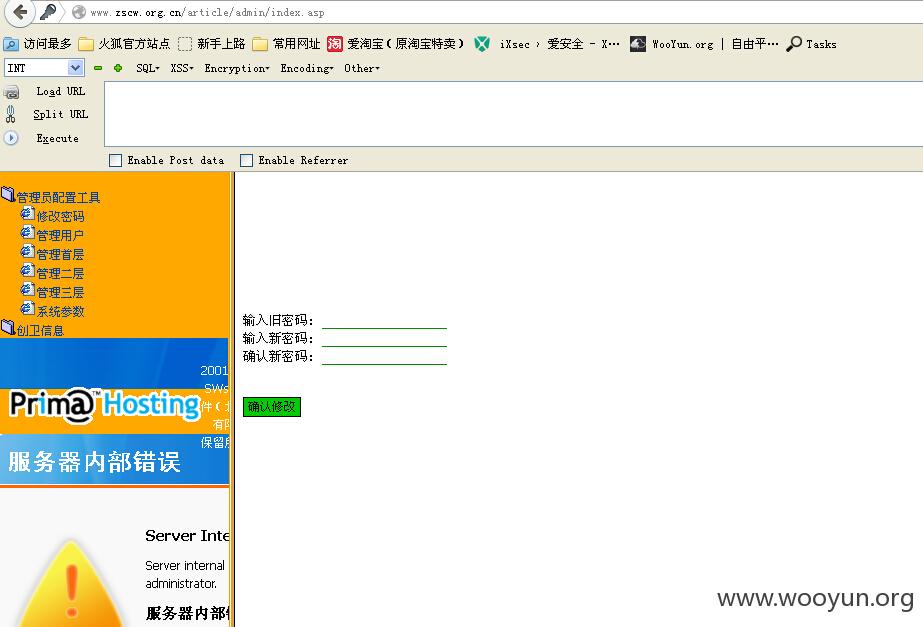 www.zscw.org.cn/article/admin/index.asp
访问最多 火狐官方站点 新手上路 常用网址 爱淘宝（原淘宝特卖） iXsec › 爱安全 - X··· WooYun.org | 自由平··· Tasks
INT SQL▾ XSS▾ Encryption▾ Encoding▾ Other▾
Load URL
Split URL
Execute
Enable Post data Enable Referrer
管理员配置工具
修改密码
管理用户
管理首层
管理二层
管理三层
系统参数
创卫信息
2001
SWs
件（
有限
保留
Prim@™ Hosting
服务器内部错误
Server Inte
Server internal
administrator.
服务器内部
输入旧密码：
输入新密码：
确认新密码：
确认修改
www.wooyun.org